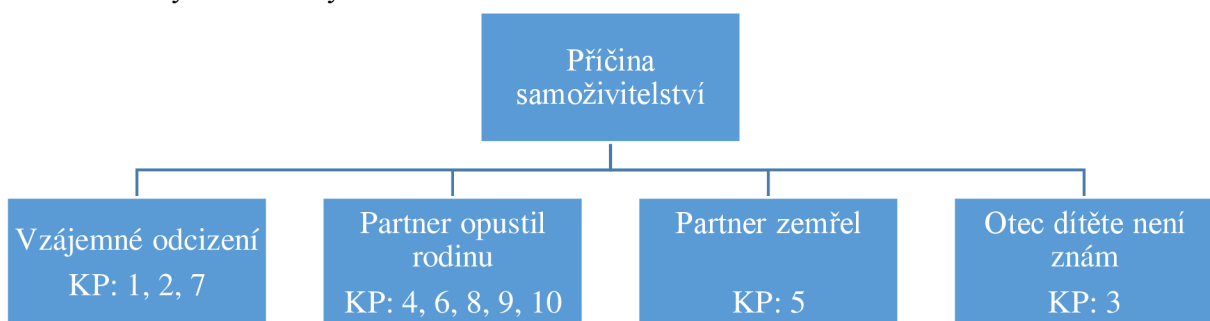 Příčina
samoživitelství
Vzájemné odcizení
KP: 1, 2, 7
Partner opustil
rodinu
KP: 4, 6, 8, 9, 10
Partner zemřel
KP: 5
Otec dítěte není
znám
KP: 3